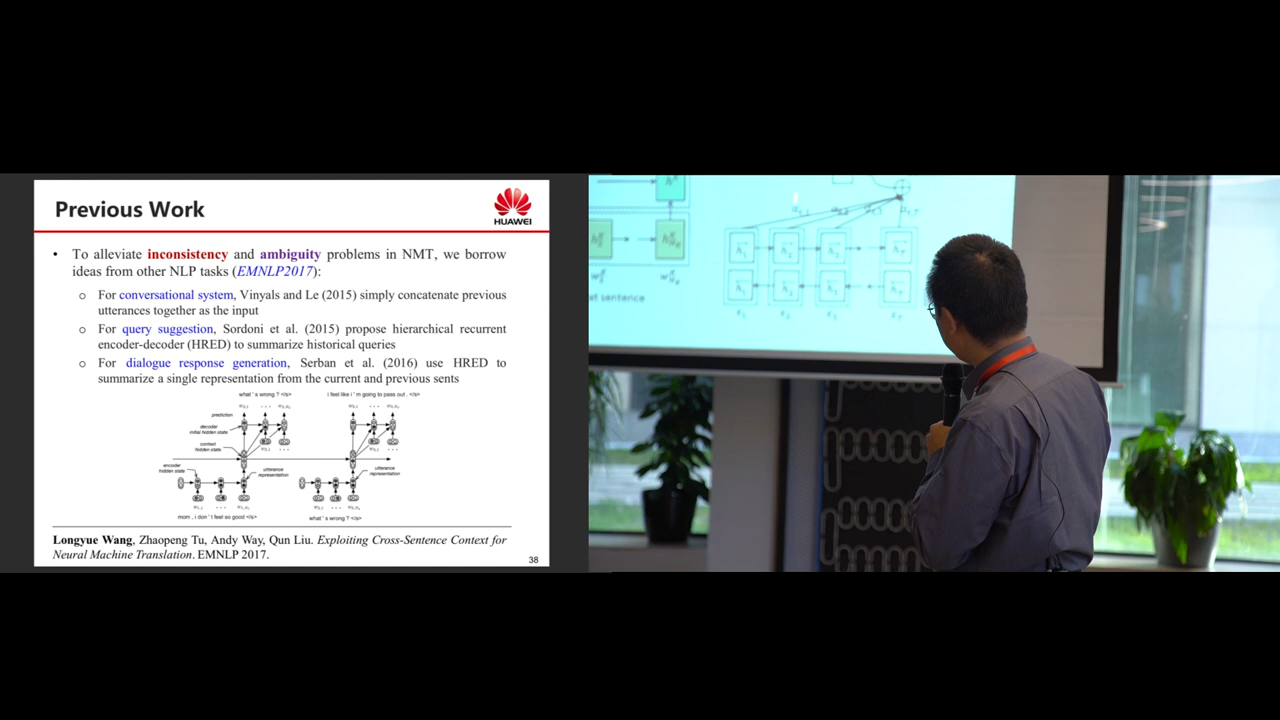 Previous Work
HUAWEI
• To alleviate inconsistency and ambiguity problems in NMT, we borrow
ideas from other NLP tasks (EMNLP2017):
o For conversational system, Vinyals and Le (2015) simply concatenate previous
utterances together as the input
o For query suggestion, Sordoni et al. (2015) propose hierarchical recurrent
encoder-decoder (HRED) to summarize historical queries
o For dialogue response generation, Serban et al. (2016) use HRED to
summarize a single representation from the current and previous sents
what ' s wrong ? </s>
i feel like i ' m going to pass out . </s>
prediction
decoder
initial hidden state
context
hidden state
encoder
hidden state
utterance
representation
utterance
representation
mom , i don ' t feel so good </s>
what ' s wrong ? </s>
Longyue Wang, Zhaopeng Tu, Andy Way, Qun Liu. Exploiting Cross-Sentence Context for
Neural Machine Translation. EMNLP 2017.
38
sentence